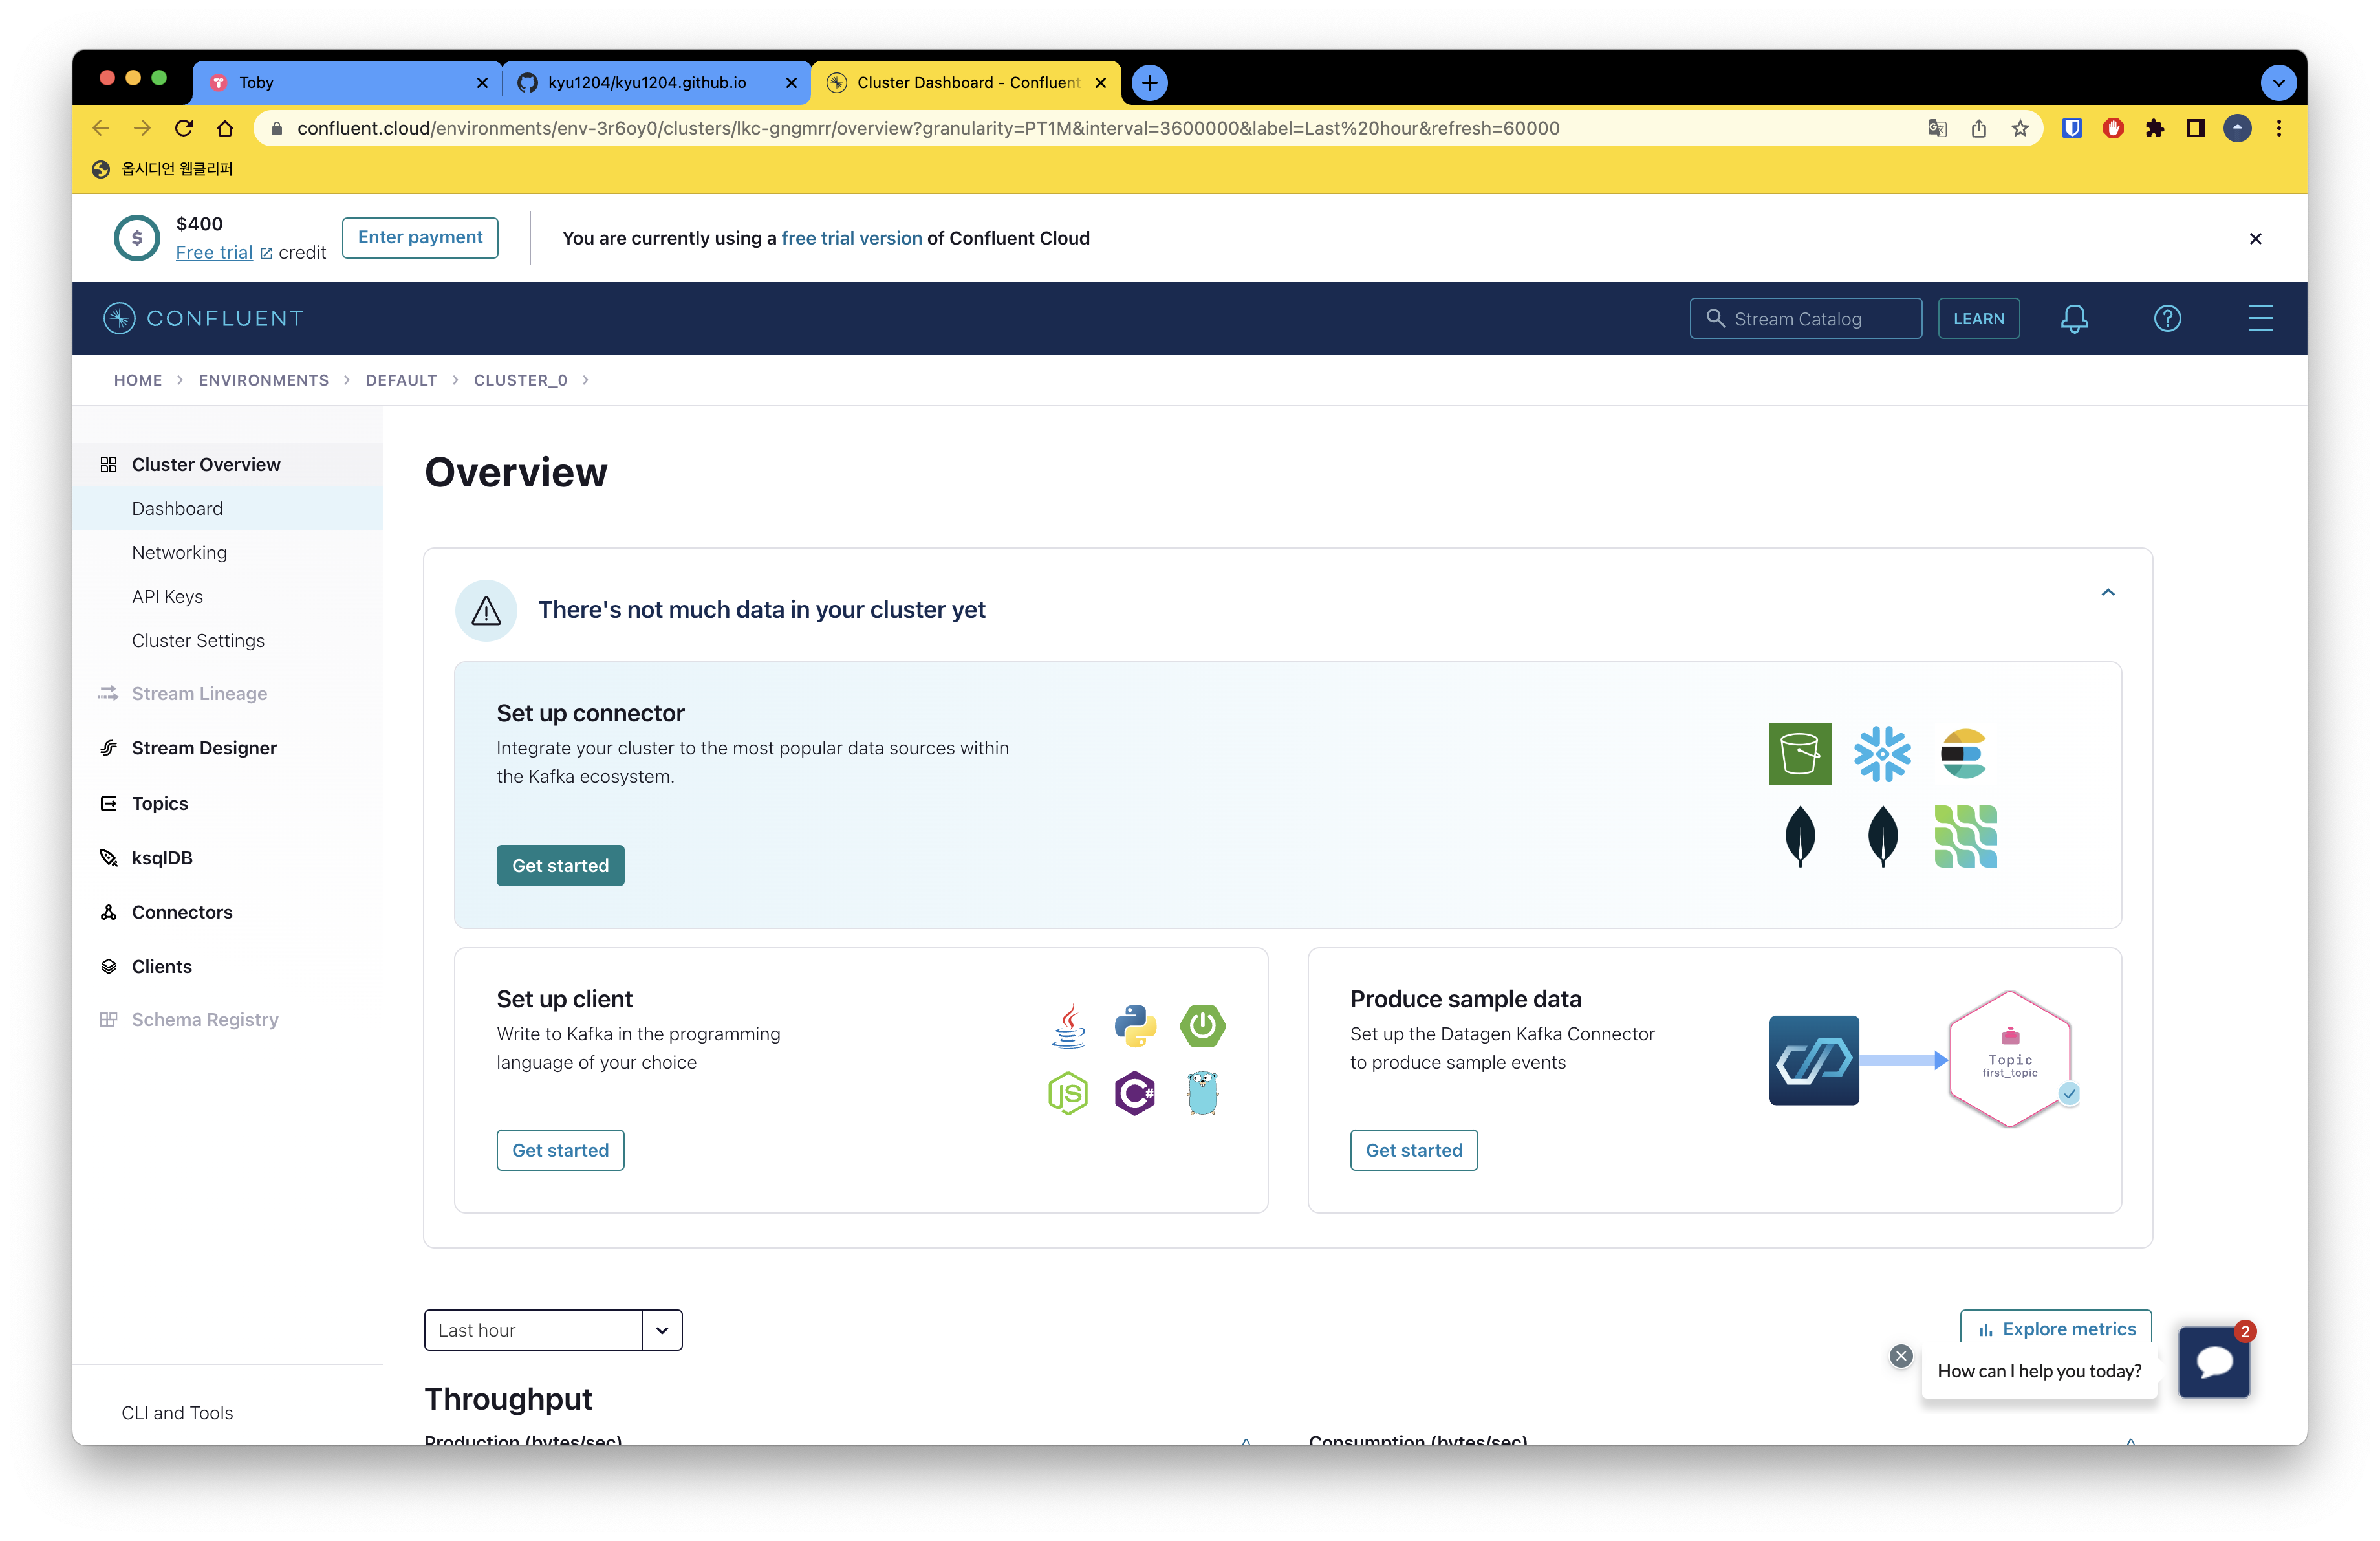 Toby
kyu1204/kyu1204.github.io
Cluster Dashboard - Confluent
confluent.cloud/environments/env-3r6oy0/clusters/lkc-gngmrr/overview?granularity=PT1M&interval=3600000&label=Last%20hour&refresh=60000
옵시디언 웹클리퍼
$
$400
Free trial credit
Enter payment
You are currently using a free trial version of Confluent Cloud
CONFLUENT
Stream Catalog
LEARN
?
HOME > ENVIRONMENTS > DEFAULT > CLUSTER_0 >
Cluster Overview
Dashboard
Networking
API Keys
Cluster Settings
Stream Lineage
Stream Designer
Topics
ksqlDB
Connectors
Clients
Schema Registry
CLI and Tools
Overview
There's not much data in your cluster yet
Set up connector
Integrate your cluster to the most popular data sources within
the Kafka ecosystem.
Get started
Set up client
Write to Kafka in the programming
language of your choice
JS
C#
Get started
Produce sample data
Set up the Datagen Kafka Connector
to produce sample events
Topic
first_topic
Get started
Last hour
Explore metrics
2
How can I help you today?
Throughput
Production (bytes/sec)
Consumption (bytes/sec)